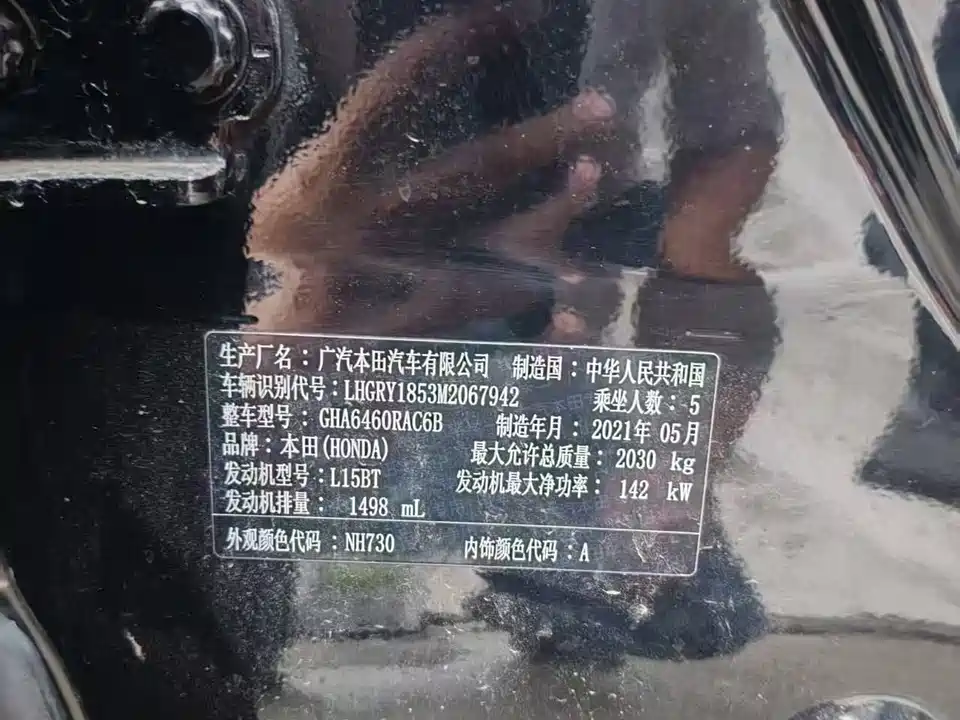 生产厂名：广汽本田汽车有限公司 制造国：中华人民共和国
车辆识别代号：LHGRY1853M2067942 乘坐人数：5
整车型号：GHA6460RAC6B 制造年月：2021年 05月
品牌：本田(HONDA) 最大允许总质量：2030 kg
发动机型号：L15BT 发动机最大净功率：142 kW
发动机排量：1498 mL
外观颜色代码：NH730 内饰颜色代码：A